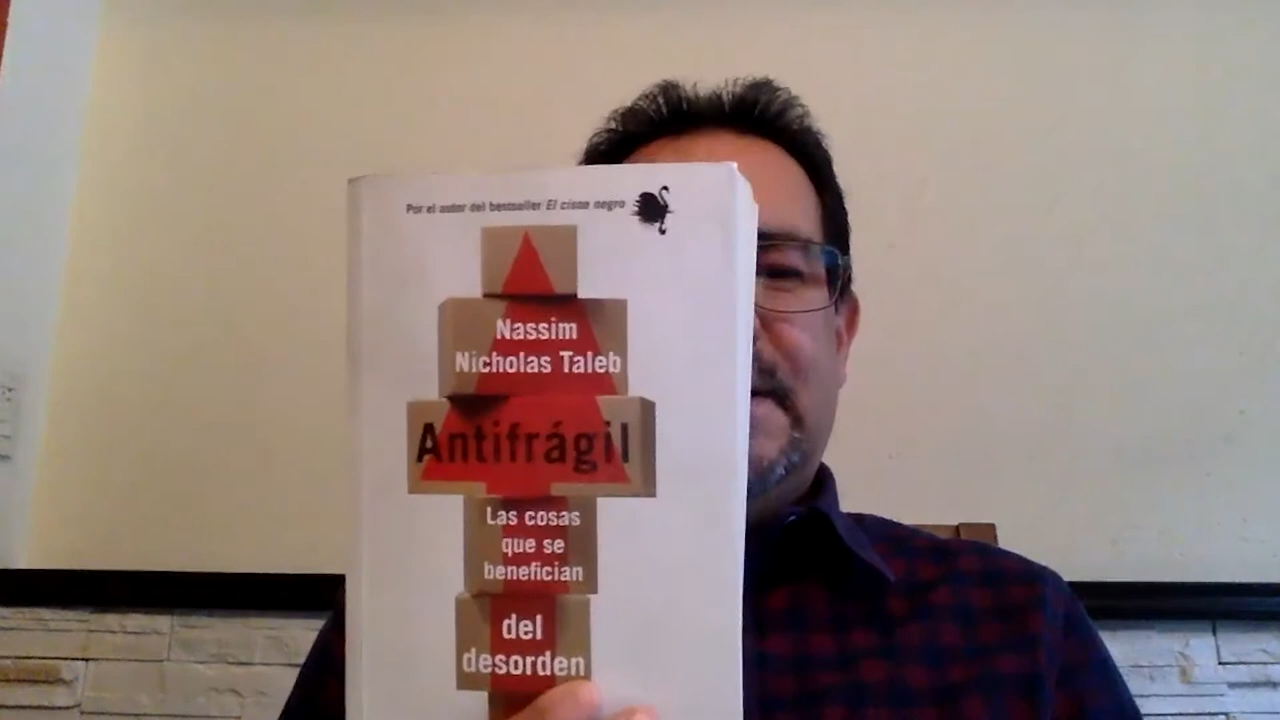 Por el autor del bestseller El cisne negro
Nassim
Nicholas Taleb
Antifrágil
Las cosas
que se
benefician
del
desorden